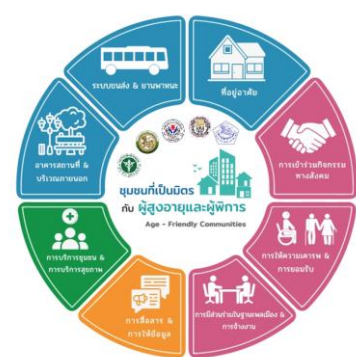 ระบบขนส่ง & ยานพาหนะ
ที่อยู่อาศัย
การเข้าร่วมกิจกรรม
ทางสังคม
การให้ความเคารพ &
การยอมรับ
การมีส่วนร่วมในฐานะพลเมือง &
การจ้างงาน
การสื่อสาร &
การให้ข้อมูล
การบริการชุมชน &
การบริการสุขภาพ
อาคารสถานที่ &
บริเวณภายนอก
ชุมชนที่เป็นมิตร
กับ ผู้สูงอายุและผู้พิการ
Age - Friendly Communities